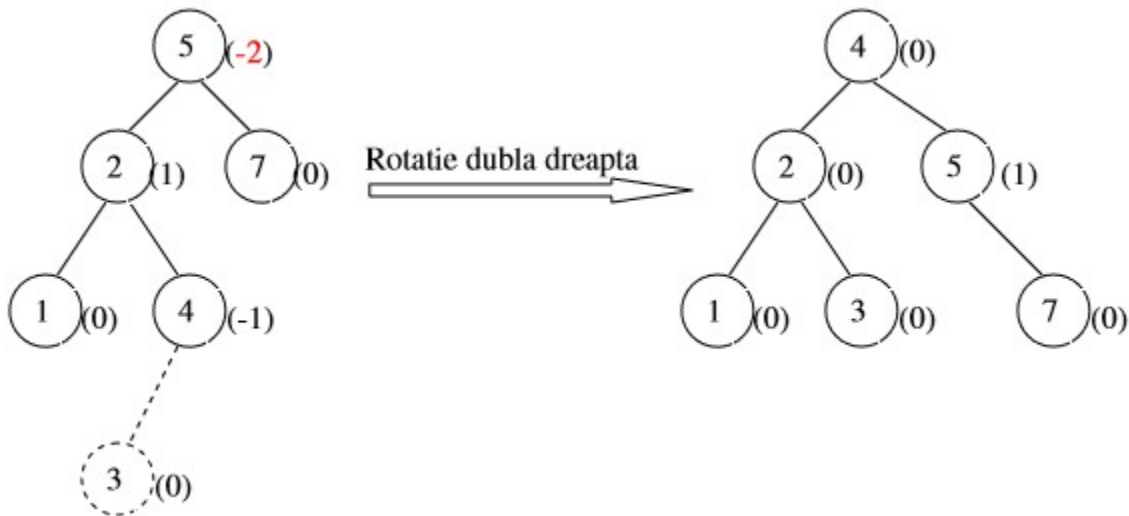 5 (-2) 4 (0)
Rotatie dubla dreapta
2 (1) 7 (0) 2 (0) 5 (1)
1 (0) 4 (-1) 1 (0) 3 (0) 7 (0)
3 (0)